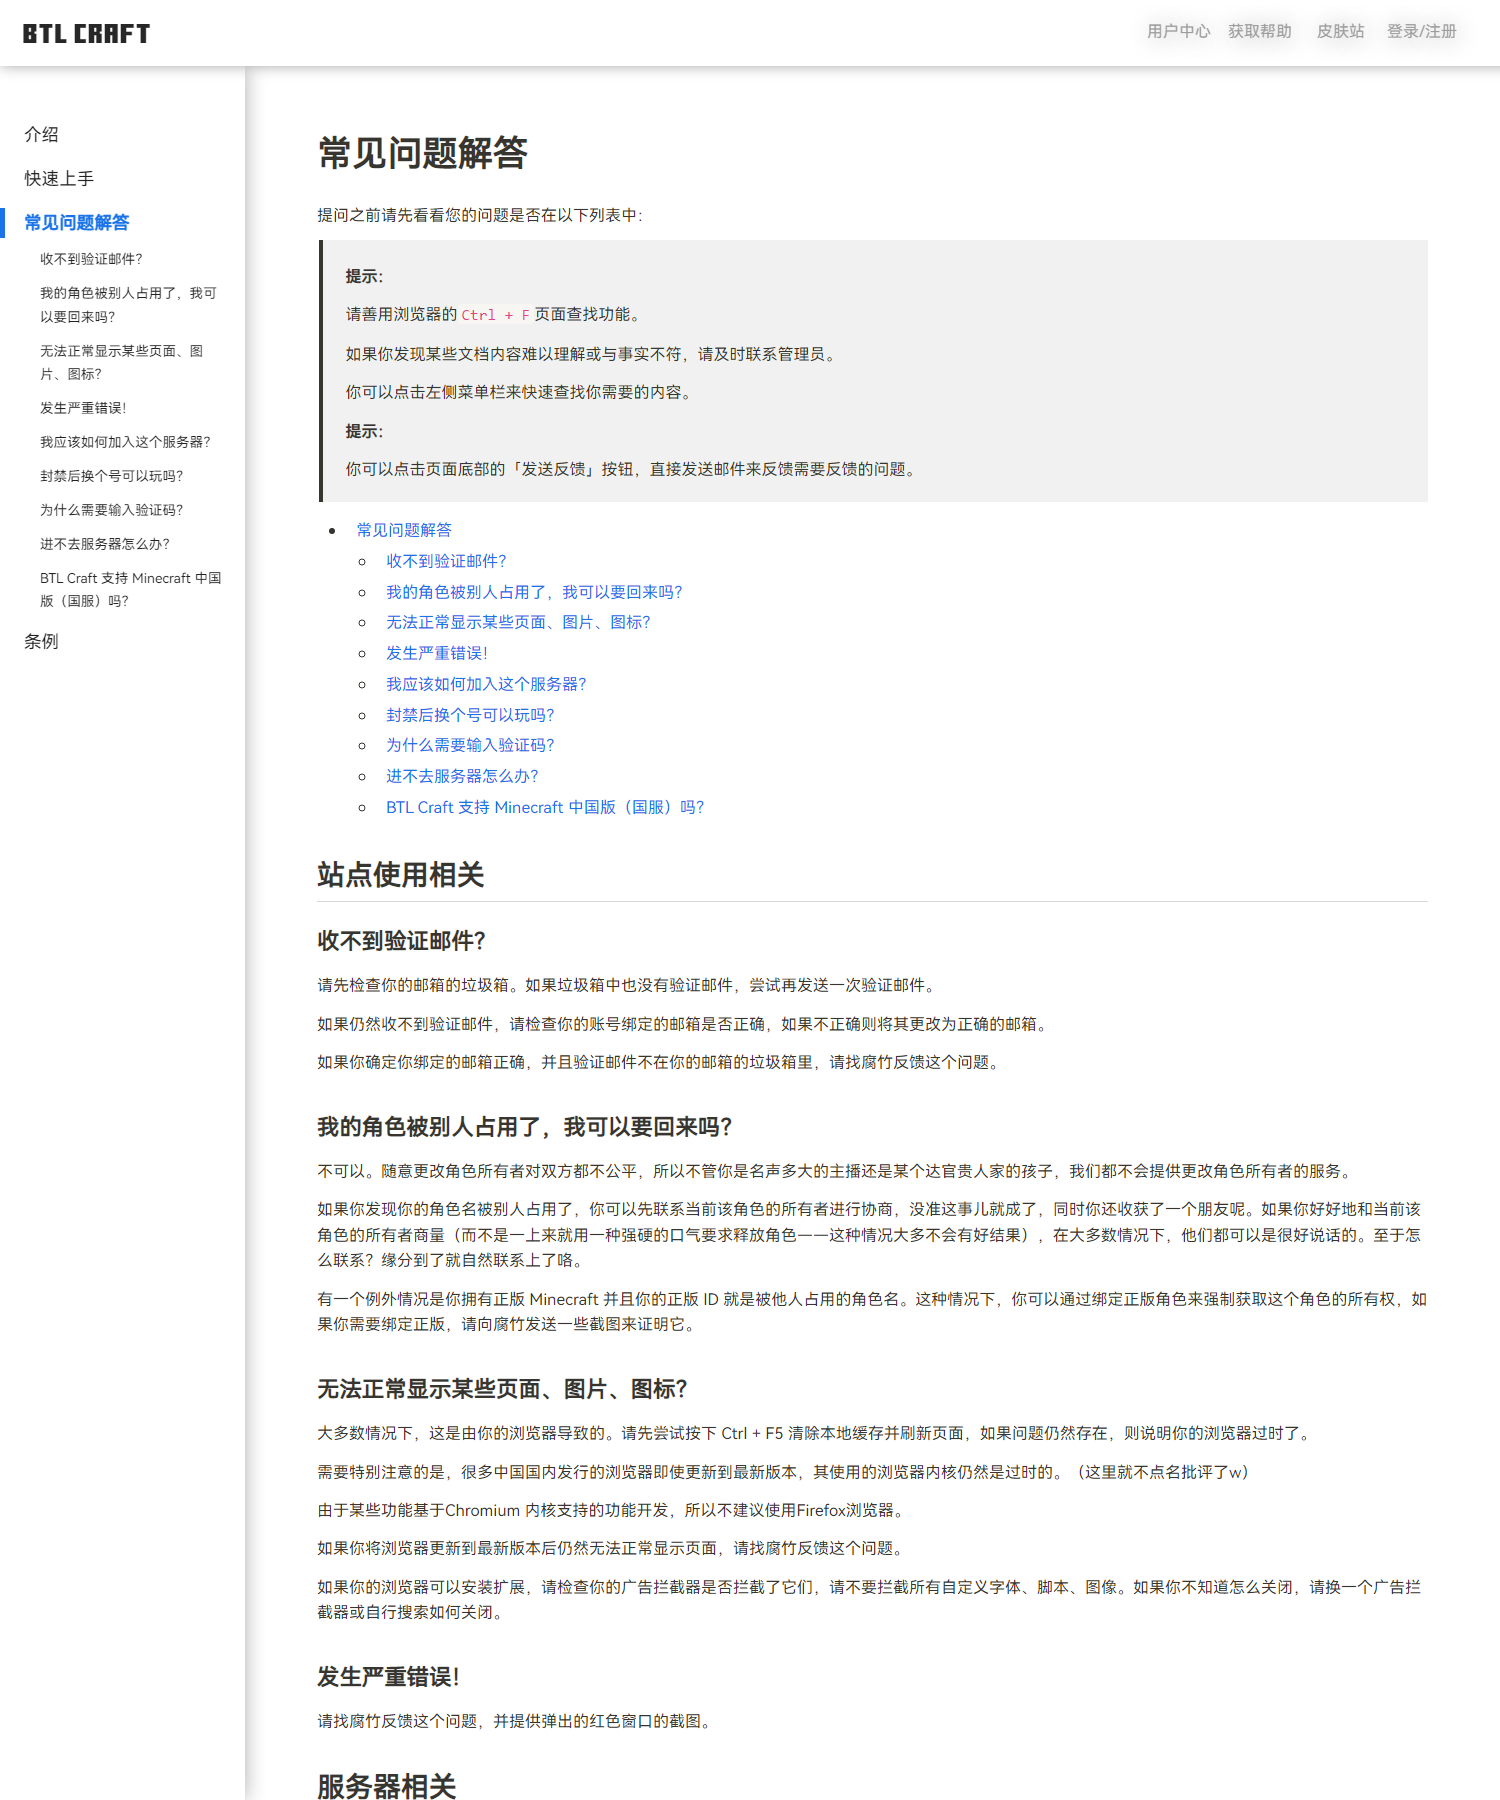 BTL CRAFT
用户中心
获取帮助
皮肤站
登录/注册
介绍
快速上手
常见问题解答
收不到验证邮件？
我的角色被别人占用了，我可
以要回来吗？
无法正常显示某些页面、图
片、图标？
发生严重错误！
我应该如何加入这个服务器？
封禁后换个号可以玩吗？
为什么需要输入验证码？
进不去服务器怎么办？
BTL Craft 支持 Minecraft 中国
版（国服）吗？
条例
常见问题解答
提问之前请先看看您的问题是否在以下列表中：
提示：
请善用浏览器的 Ctrl + F 页面查找功能。
如果你发现某些文档内容难以理解或与事实不符，请及时联系管理员。
你可以点击左侧菜单栏来快速查找你需要的内容。
提示：
你可以点击页面底部的「发送反馈」按钮，直接发送邮件来反馈需要反馈的问题。
常见问题解答
收不到验证邮件？
我的角色被别人占用了，我可以要回来吗？
无法正常显示某些页面、图片、图标？
发生严重错误！
我应该如何加入这个服务器？
封禁后换个号可以玩吗？
为什么需要输入验证码？
进不去服务器怎么办？
BTL Craft 支持 Minecraft 中国版（国服）吗？
站点使用相关
收不到验证邮件？
请先检查你的邮箱的垃圾箱。如果垃圾箱中也没有验证邮件，尝试再发送一次验证邮件。
如果仍然收不到验证邮件，请检查你的账号绑定的邮箱是否正确，如果不正确则将其更改为正确的邮箱。
如果你确定你绑定的邮箱正确，并且验证邮件不在你的邮箱的垃圾箱里，请找腐竹反馈这个问题。
我的角色被别人占用了，我可以要回来吗？
不可以。随意更改角色所有者对双方都不公平，所以不管你是名声多大的主播还是某个达官贵人家的孩子，我们都不会提供更改角色所有者的服务。
如果你发现你的角色名被别人占用了，你可以先联系当前该角色的所有者进行协商，没准这事儿就成了，同时你还收获了一个朋友呢。如果你好好地和当前该
角色的所有者商量（而不是一上来就用一种强硬的口气要求释放角色——这种情况大多不会有好结果），在大多数情况下，他们都可以是很好说话的。至于怎
么联系？缘分到了就自然联系上了咯。
有一个例外情况是你拥有正版 Minecraft 并且你的正版 ID 就是被他人占用的角色名。这种情况下，你可以通过绑定正版角色来强制获取这个角色的所有权，如
果你需要绑定正版，请向腐竹发送一些截图来证明它。
无法正常显示某些页面、图片、图标？
大多数情况下，这是由你的浏览器导致的。请先尝试按下 Ctrl + F5 清除本地缓存并刷新页面，如果问题仍然存在，则说明你的浏览器过时了。
需要特别注意的是，很多中国国内发行的浏览器即使更新到最新版本，其使用的浏览器内核仍然是过时的。（这里就不点名批评了w）
由于某些功能基于Chromium 内核支持的功能开发，所以不建议使用Firefox浏览器。
如果你将浏览器更新到最新版本后仍然无法正常显示页面，请找腐竹反馈这个问题。
如果你的浏览器可以安装扩展，请检查你的广告拦截器是否拦截了它们，请不要拦截所有自定义字体、脚本、图像。如果你不知道怎么关闭，请换一个广告拦
截器或自行搜索如何关闭。
发生严重错误！
请找腐竹反馈这个问题，并提供弹出的红色窗口的截图。
服务器相关